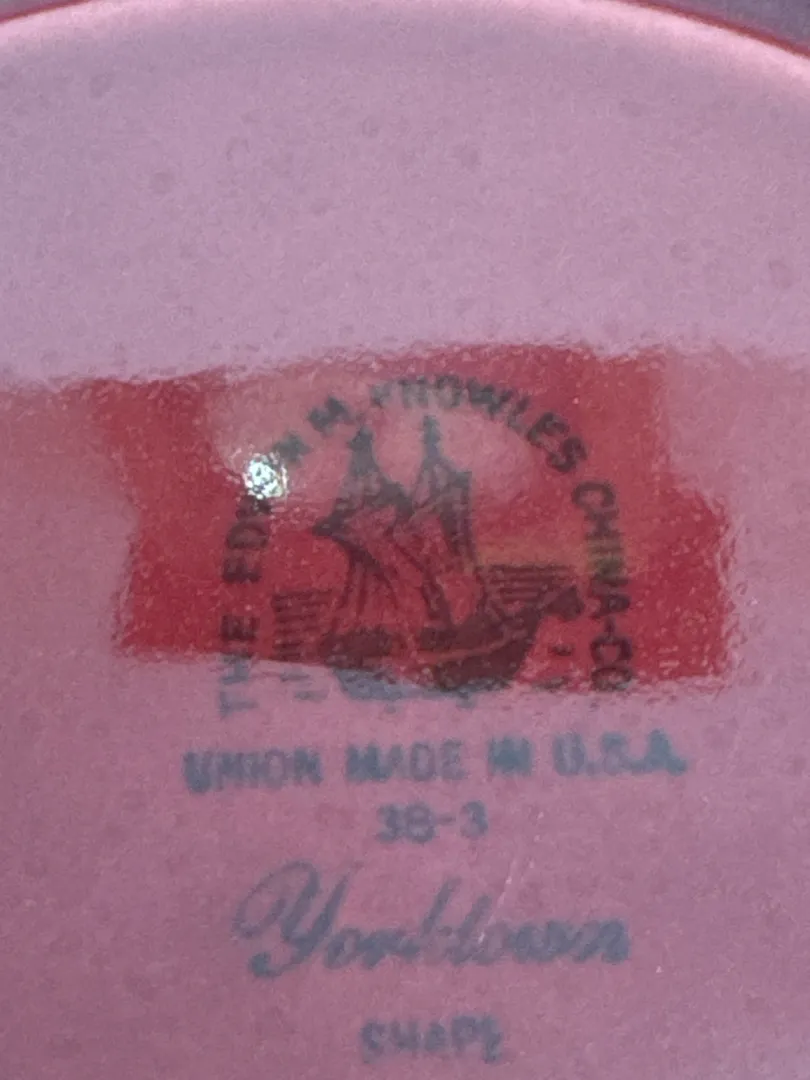 THE EDWIN M. KNOWLES CHINA-CO.
UNION MADE IN U.S.A.
38-3
Yorktown
SHAPE